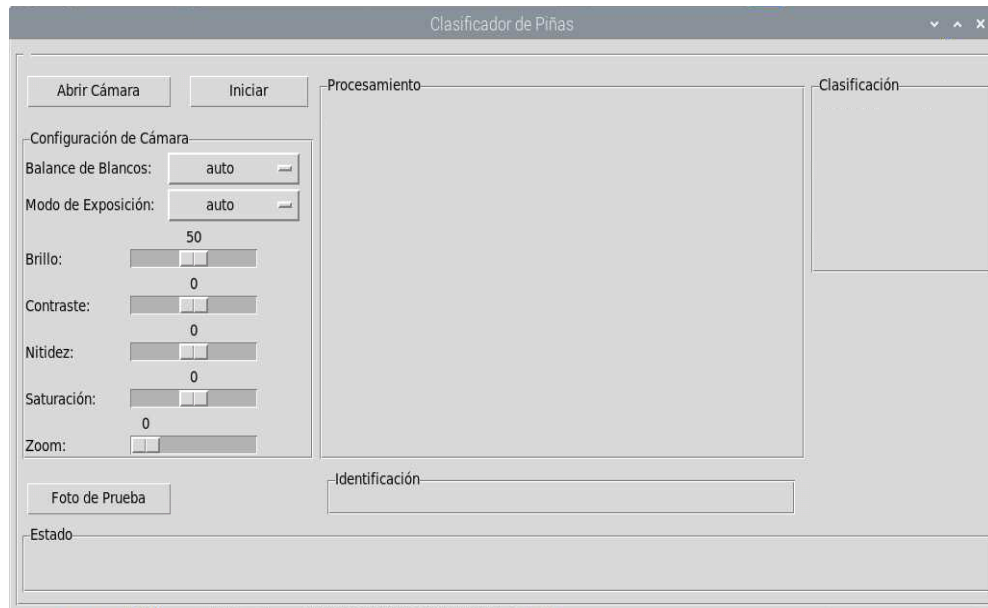 Clasificador de Piñas
Abrir Cámara
Iniciar
Procesamiento
Clasificación
Configuración de Cámara
Balance de Blancos: auto
Modo de Exposición: auto
50
Brillo:
0
Contraste:
0
Nitidez:
0
Saturación:
0
Zoom:
Foto de Prueba
Identificación
Estado